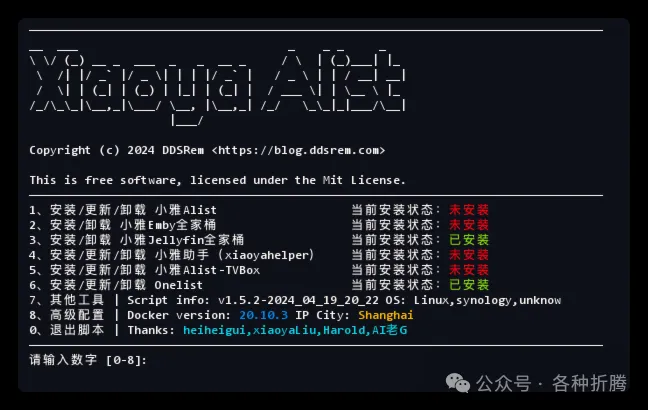 Xiaoya Alist
Copyright (c) 2024 DDSRem <https://blog.ddsrem.com>
This is free software, licensed under the Mit License.
1、安装/更新/卸载 小雅Alist 当前安装状态：未安装
2、安装/卸载 小雅Emby全家桶 当前安装状态：未安装
3、安装/卸载 小雅Jellyfin全家桶 当前安装状态：已安装
4、安装/更新/卸载 小雅助手（xiaoyahelper） 当前安装状态：未安装
5、安装/更新/卸载 小雅Alist-TVBox 当前安装状态：未安装
6、安装/更新/卸载 Onelist 当前安装状态：已安装
7、其他工具 | Script info: v1.5.2-2024_04_19_20_22 OS: Linux,synology,unknow
8、高级配置 | Docker version: 20.10.3 IP City: Shanghai
0、退出脚本 | Thanks: heiheigui,xiaoyaLiu,Harold,AI老G
请输入数字 [0-8]:
公众号 · 各种折腾